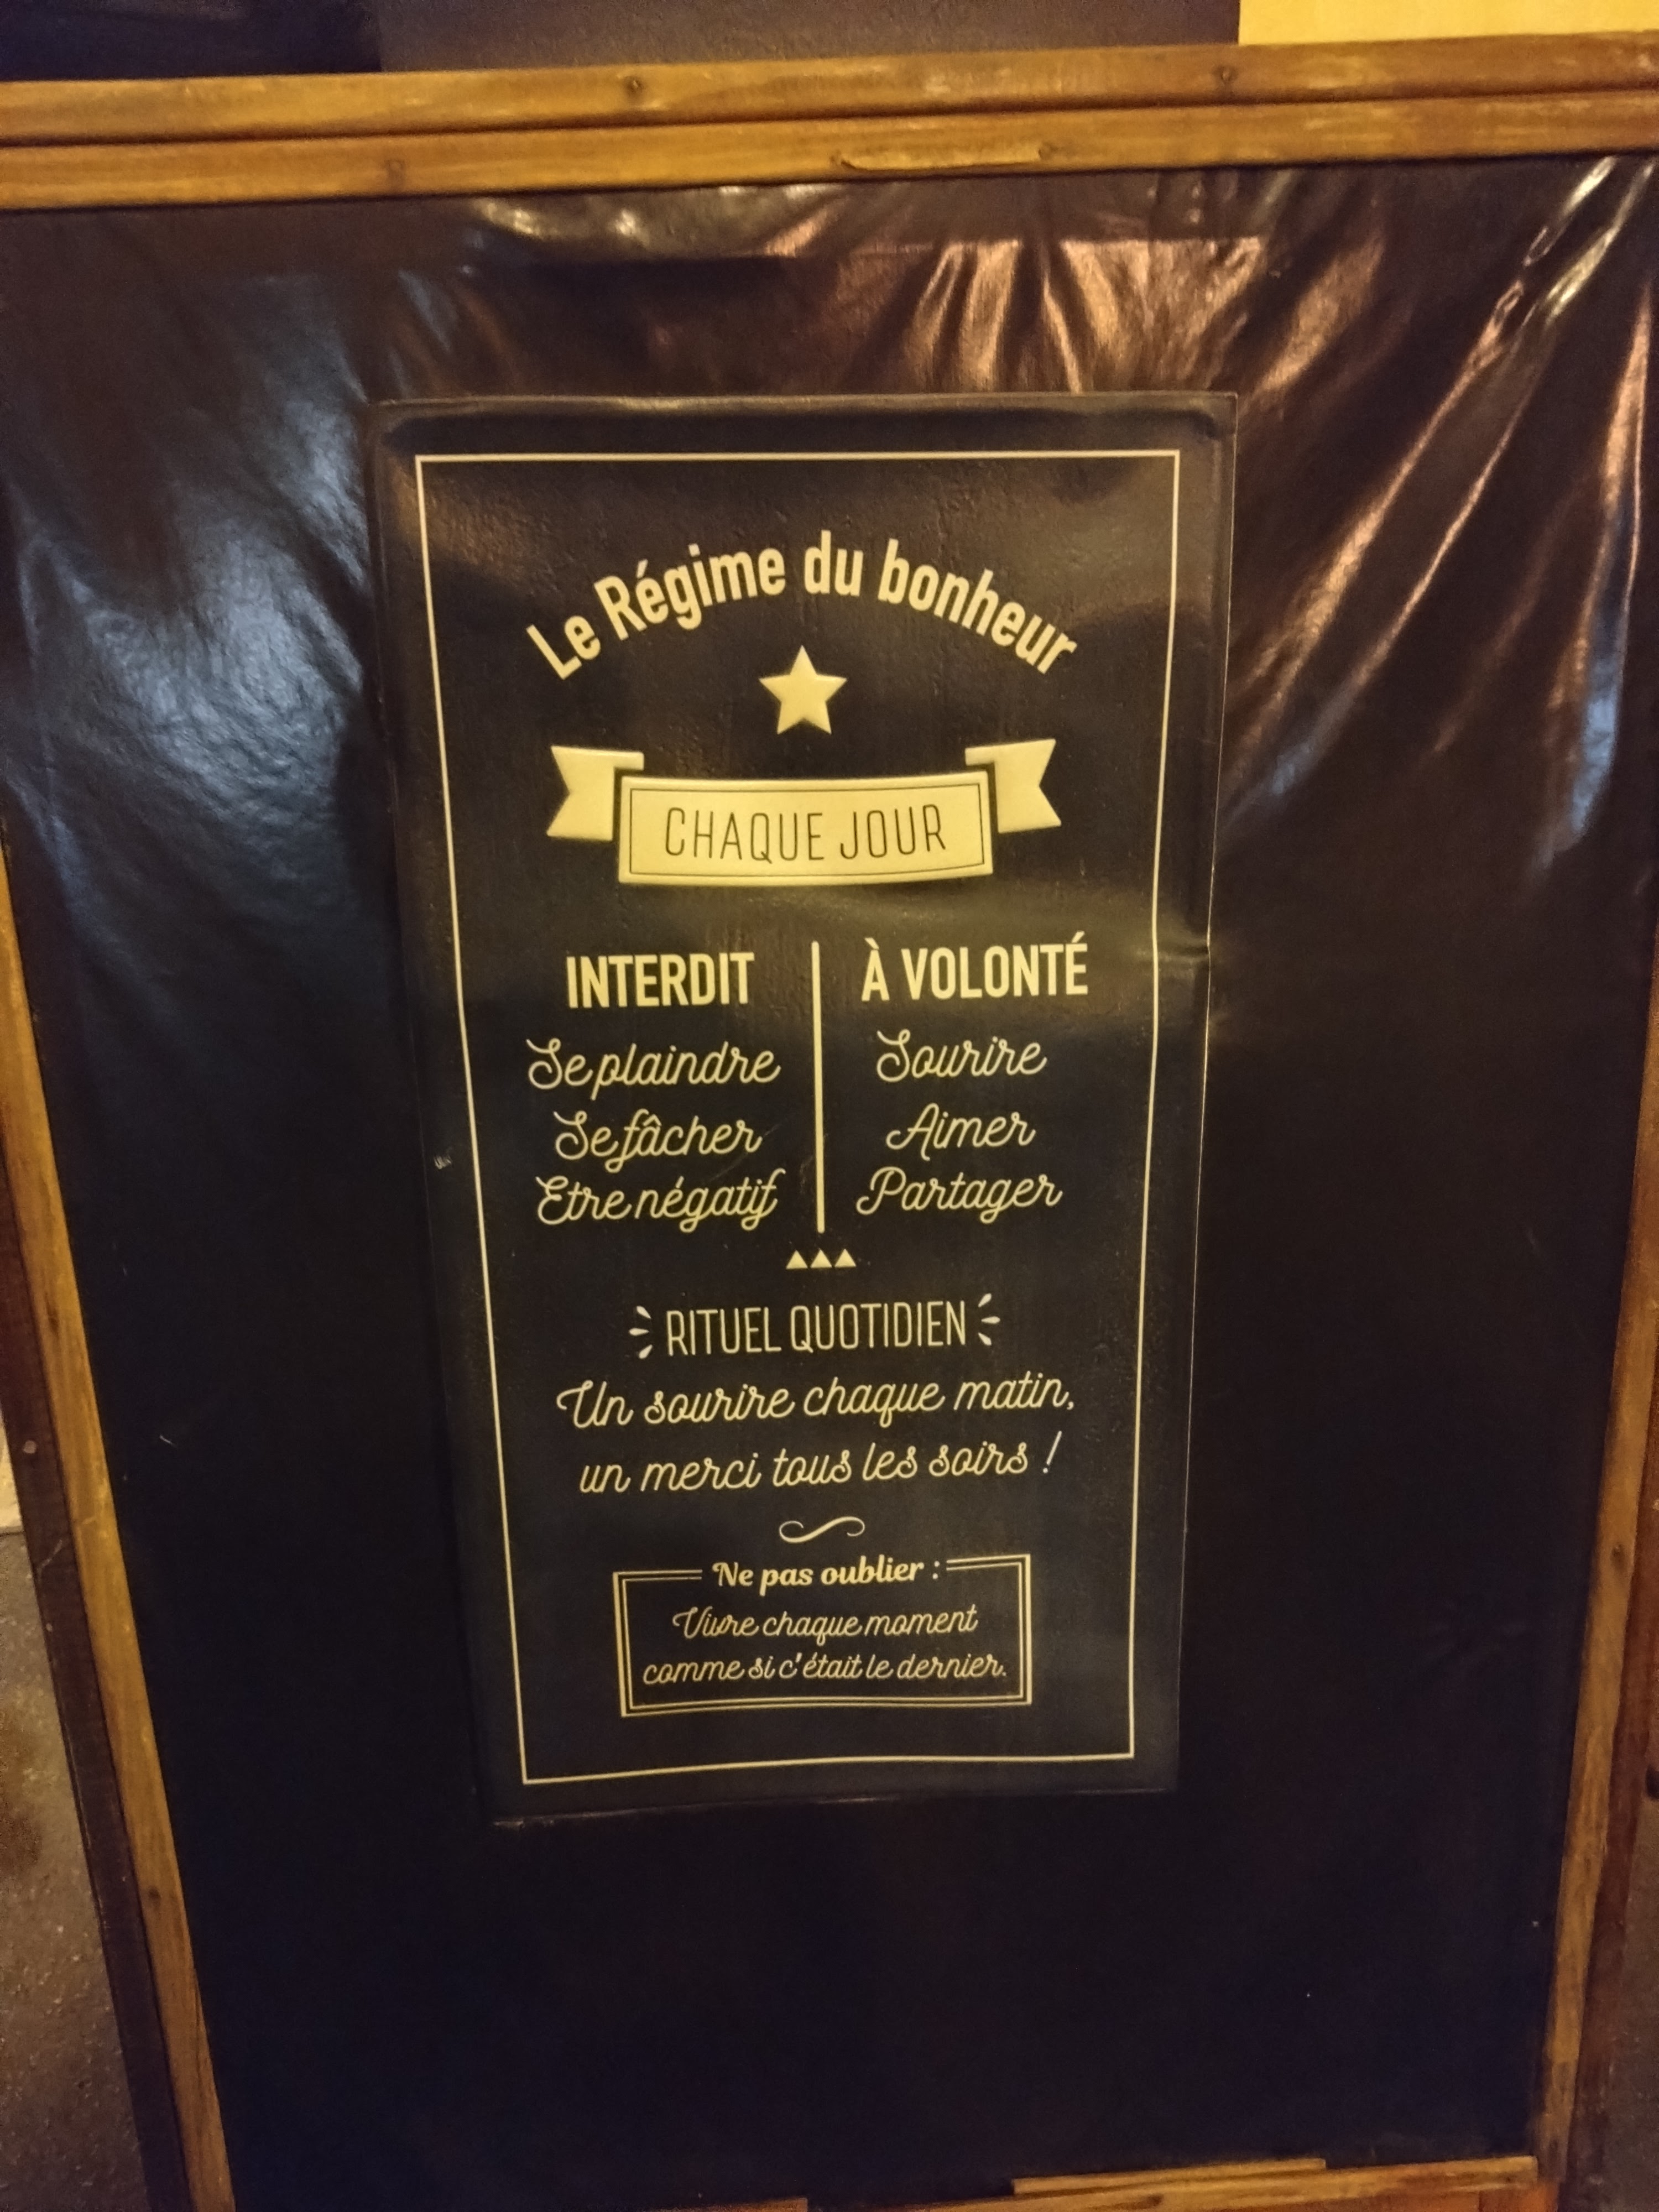 Le Régime du bonheur
CHAQUE JOUR
INTERDIT
Se plaindre
Se fâcher
Etre négatif
À VOLONTÉ
Sourire
Aimer
Partager
RITUEL QUOTIDIEN
Un sourire chaque matin,
un merci tous les soirs !
Ne pas oublier :
Vivre chaque moment
comme si c'était le dernier.